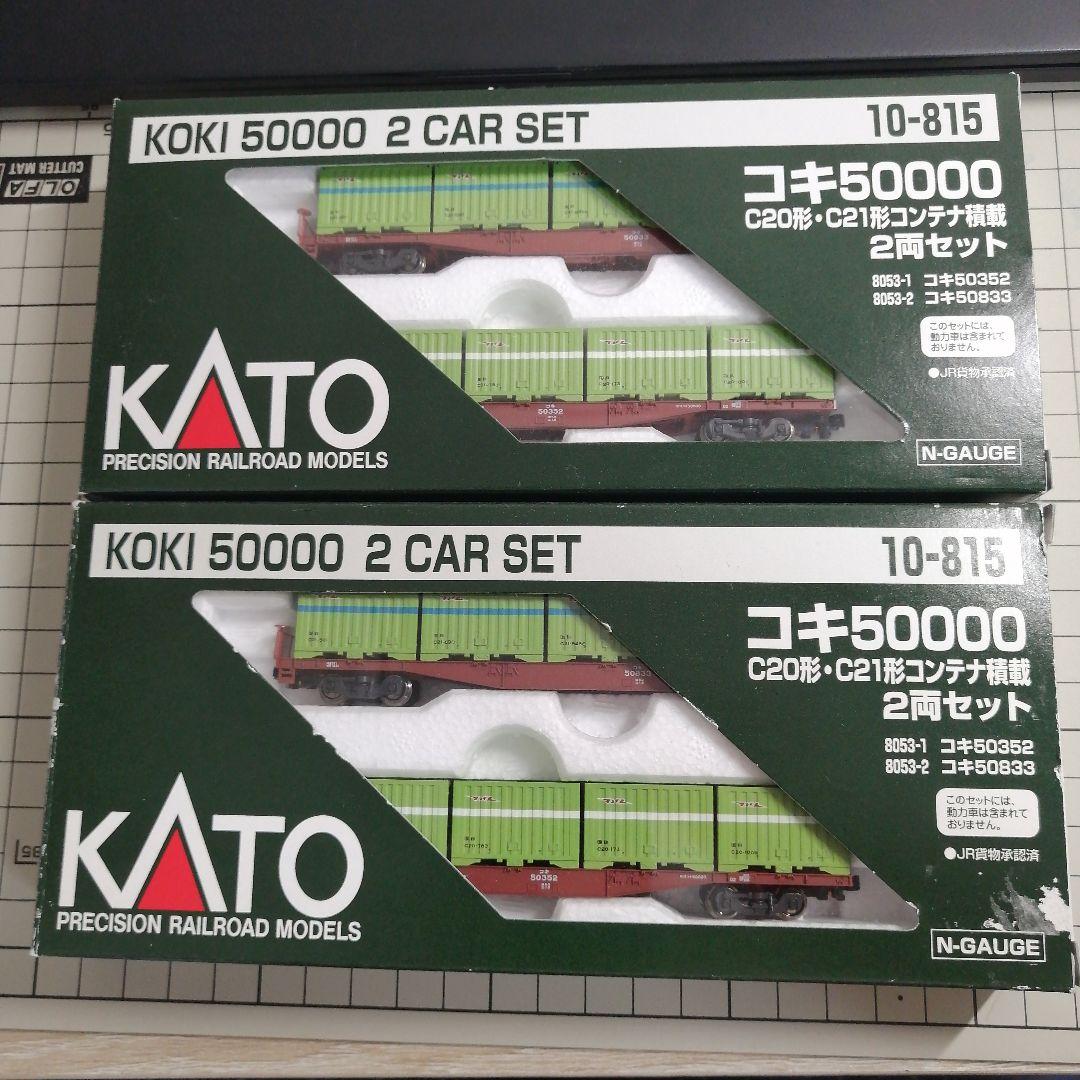 OLFA
CUTTER MAT
KOKI 50000 2 CAR SET
10-815
コキ50000
C20形・C21形コンテナ積載
2両セット
8053-1 コキ50352
8053-2 コキ50833
このセットには、
動力車は含まれて
おりません。
●JR貨物承認済
N-GAUGE
KATO
PRECISION RAILROAD MODELS
50833
コキ
50352
KOKI 50000 2 CAR SET
10-815
コキ50000
C20形・C21形コンテナ積載
2両セット
8053-1 コキ50352
8053-2 コキ50833
このセットには、
動力車は含まれて
おりません。
●JR貨物承認済
N-GAUGE
KATO
PRECISION RAILROAD MODELS
50833
コキ
50352